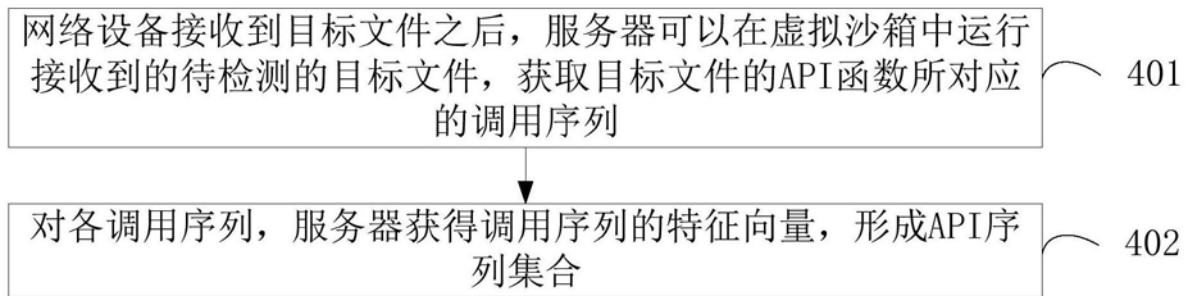 网络设备接收到目标文件之后，服务器可以在虚拟沙箱中运行
接收到的待检测的目标文件，获取目标文件的API函数所对应
的调用序列
401
对各调用序列，服务器获得调用序列的特征向量，形成API序
列集合
402